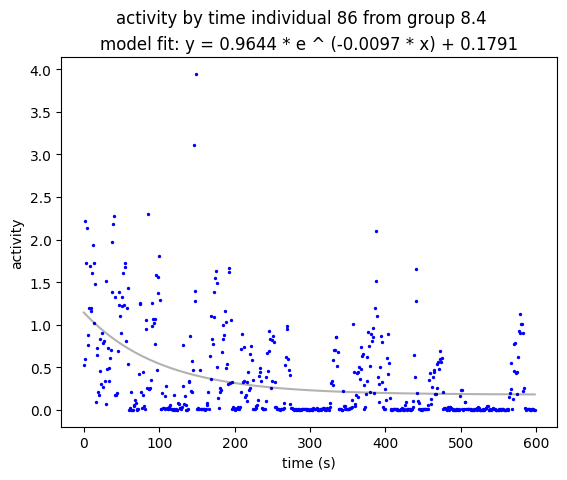 activity by time individual 86 from group 8.4
model fit: y = 0.9644 * e ^ (-0.0097 * x) + 0.1791
4.0
3.5
3.0
2.5
2.0
1.5
1.0
0.5
0.0
activity
0 100 200 300 400 500 600
time (s)